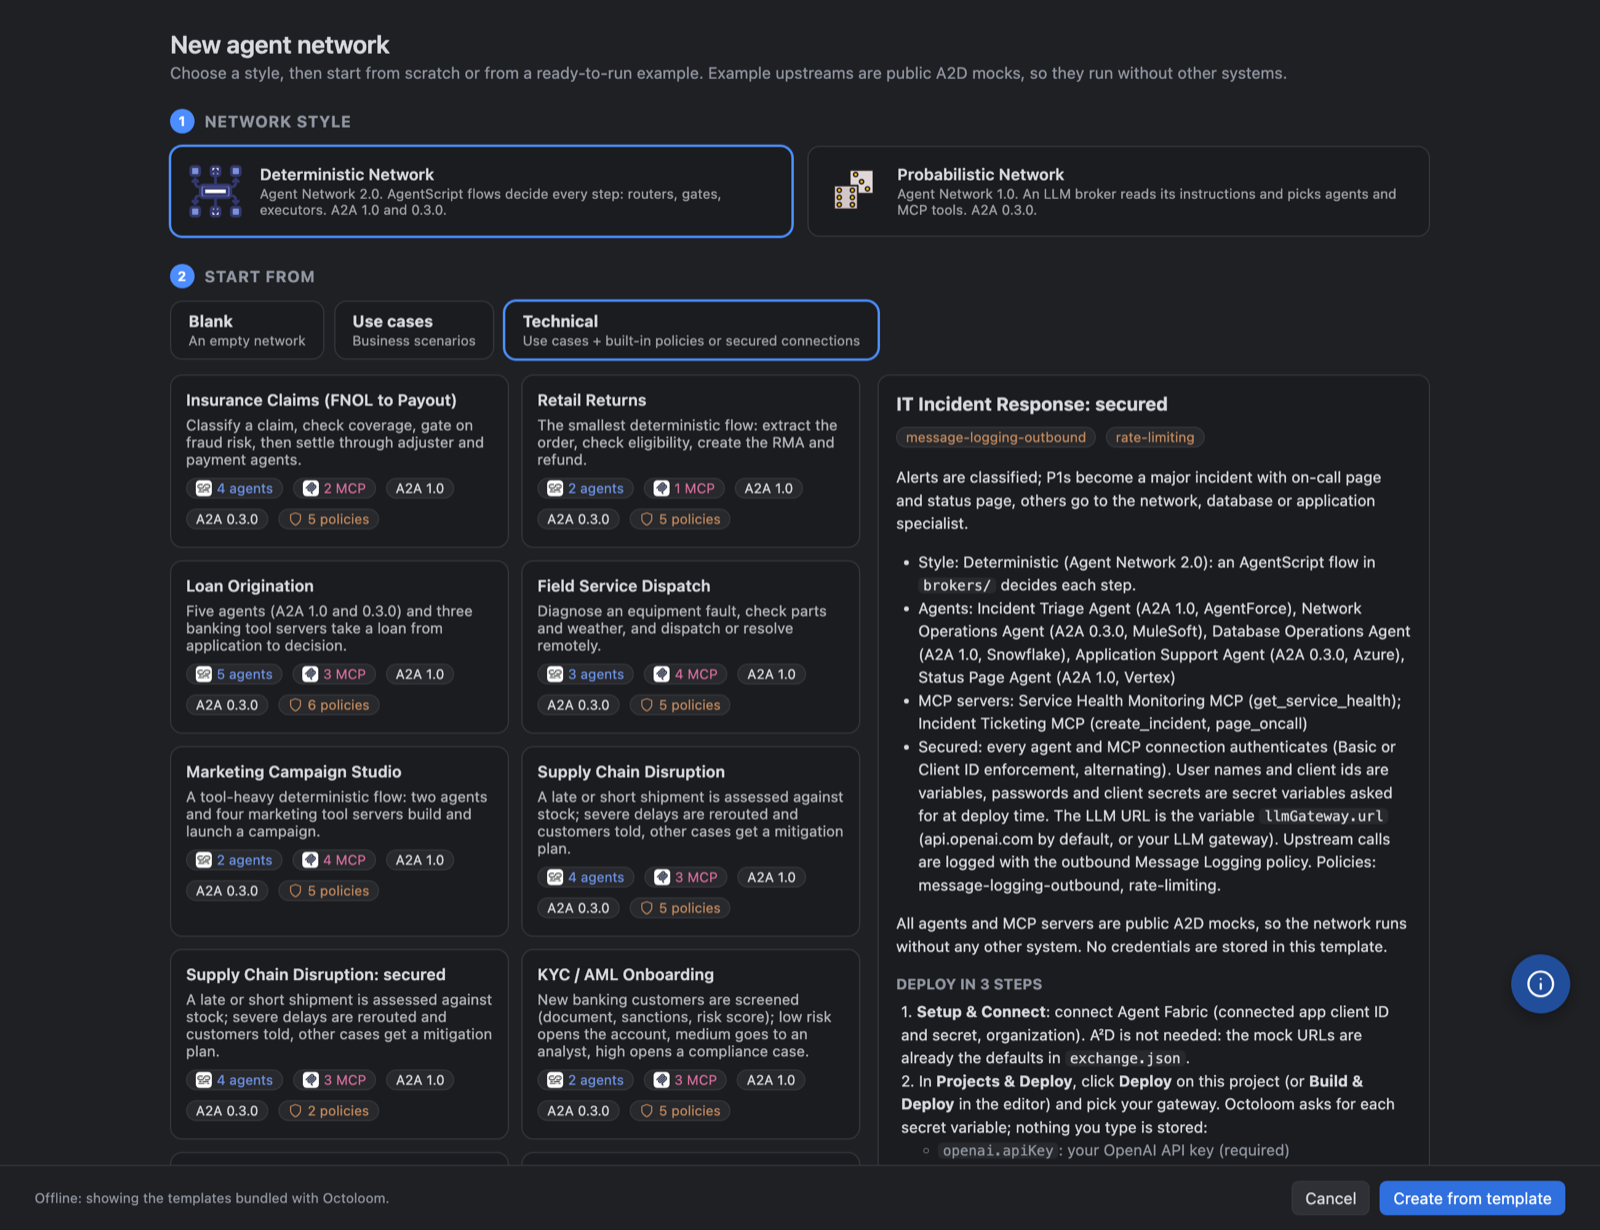 New agent network
Choose a style, then start from scratch or from a ready-to-run example. Example upstreams are public A2D mocks, so they run without other systems.
1 NETWORK STYLE
Deterministic Network
Agent Network 2.0. AgentScript flows decide every step: routers, gates,
executors. A2A 1.0 and 0.3.0.
Probabilistic Network
Agent Network 1.0. An LLM broker reads its instructions and picks agents and
MCP tools. A2A 0.3.0.
2 START FROM
Blank
An empty network
Use cases
Business scenarios
Technical
Use cases + built-in policies or secured connections
Insurance Claims (FNOL to Payout)
Classify a claim, check coverage, gate on
fraud risk, then settle through adjuster and
payment agents.
4 agents 2 MCP A2A 1.0
A2A 0.3.0 5 policies
Retail Returns
The smallest deterministic flow: extract the
order, check eligibility, create the RMA and
refund.
2 agents 1 MCP A2A 1.0
A2A 0.3.0 5 policies
Loan Origination
Five agents (A2A 1.0 and 0.3.0) and three
banking tool servers take a loan from
application to decision.
5 agents 3 MCP A2A 1.0
A2A 0.3.0 6 policies
Field Service Dispatch
Diagnose an equipment fault, check parts
and weather, and dispatch or resolve
remotely.
3 agents 4 MCP A2A 1.0
A2A 0.3.0 5 policies
Marketing Campaign Studio
A tool-heavy deterministic flow: two agents
and four marketing tool servers build and
launch a campaign.
2 agents 4 MCP A2A 1.0
A2A 0.3.0 5 policies
Supply Chain Disruption
A late or short shipment is assessed against
stock; severe delays are rerouted and
customers told, other cases get a mitigation
plan.
4 agents 3 MCP A2A 1.0
A2A 0.3.0 5 policies
Supply Chain Disruption: secured
A late or short shipment is assessed against
stock; severe delays are rerouted and
customers told, other cases get a mitigation
plan.
4 agents 3 MCP A2A 1.0
A2A 0.3.0 2 policies
KYC / AML Onboarding
New banking customers are screened
(document, sanctions, risk score); low risk
opens the account, medium goes to an
analyst, high opens a compliance case.
2 agents 3 MCP A2A 1.0
A2A 0.3.0 5 policies
IT Incident Response: secured
message-logging-outbound rate-limiting
Alerts are classified; P1s become a major incident with on-call page
and status page, others go to the network, database or application
specialist.
• Style: Deterministic (Agent Network 2.0): an AgentScript flow in
brokers/ decides each step.
• Agents: Incident Triage Agent (A2A 1.0, AgentForce), Network
Operations Agent (A2A 0.3.0, MuleSoft), Database Operations Agent
(A2A 1.0, Snowflake), Application Support Agent (A2A 0.3.0, Azure),
Status Page Agent (A2A 1.0, Vertex)
• MCP servers: Service Health Monitoring MCP (get_service_health);
Incident Ticketing MCP (create_incident, page_oncall)
• Secured: every agent and MCP connection authenticates (Basic or
Client ID enforcement, alternating). User names and client ids are
variables, passwords and client secrets are secret variables asked
for at deploy time. The LLM URL is the variable llmGateway.url
(api.openai.com by default, or your LLM gateway). Upstream calls
are logged with the outbound Message Logging policy. Policies:
message-logging-outbound, rate-limiting.
All agents and MCP servers are public A2D mocks, so the network runs
without any other system. No credentials are stored in this template.
DEPLOY IN 3 STEPS
1. Setup & Connect: connect Agent Fabric (connected app client ID
and secret, organization). A²D is not needed: the mock URLs are
already the defaults in exchange.json.
2. In Projects & Deploy, click Deploy on this project (or Build &
Deploy in the editor) and pick your gateway. Octoloom asks for each
secret variable; nothing you type is stored:
◦ openai.apiKey: your OpenAI API key (required)
Offline: showing the templates bundled with Octoloom.
Cancel
Create from template